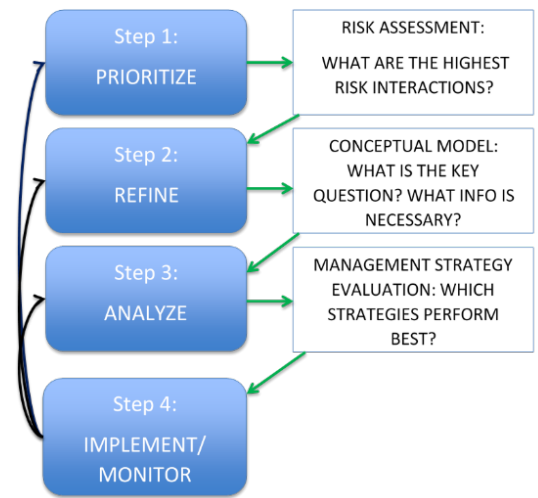 Step 1:
PRIORITIZE
RISK ASSESSMENT:
WHAT ARE THE HIGHEST
RISK INTERACTIONS?
Step 2:
REFINE
CONCEPTUAL MODEL:
WHAT IS THE KEY
QUESTION? WHAT INFO IS
NECESSARY?
Step 3:
ANALYZE
MANAGEMENT STRATEGY
EVALUATION: WHICH
STRATEGIES PERFORM
BEST?
Step 4:
IMPLEMENT/
MONITOR